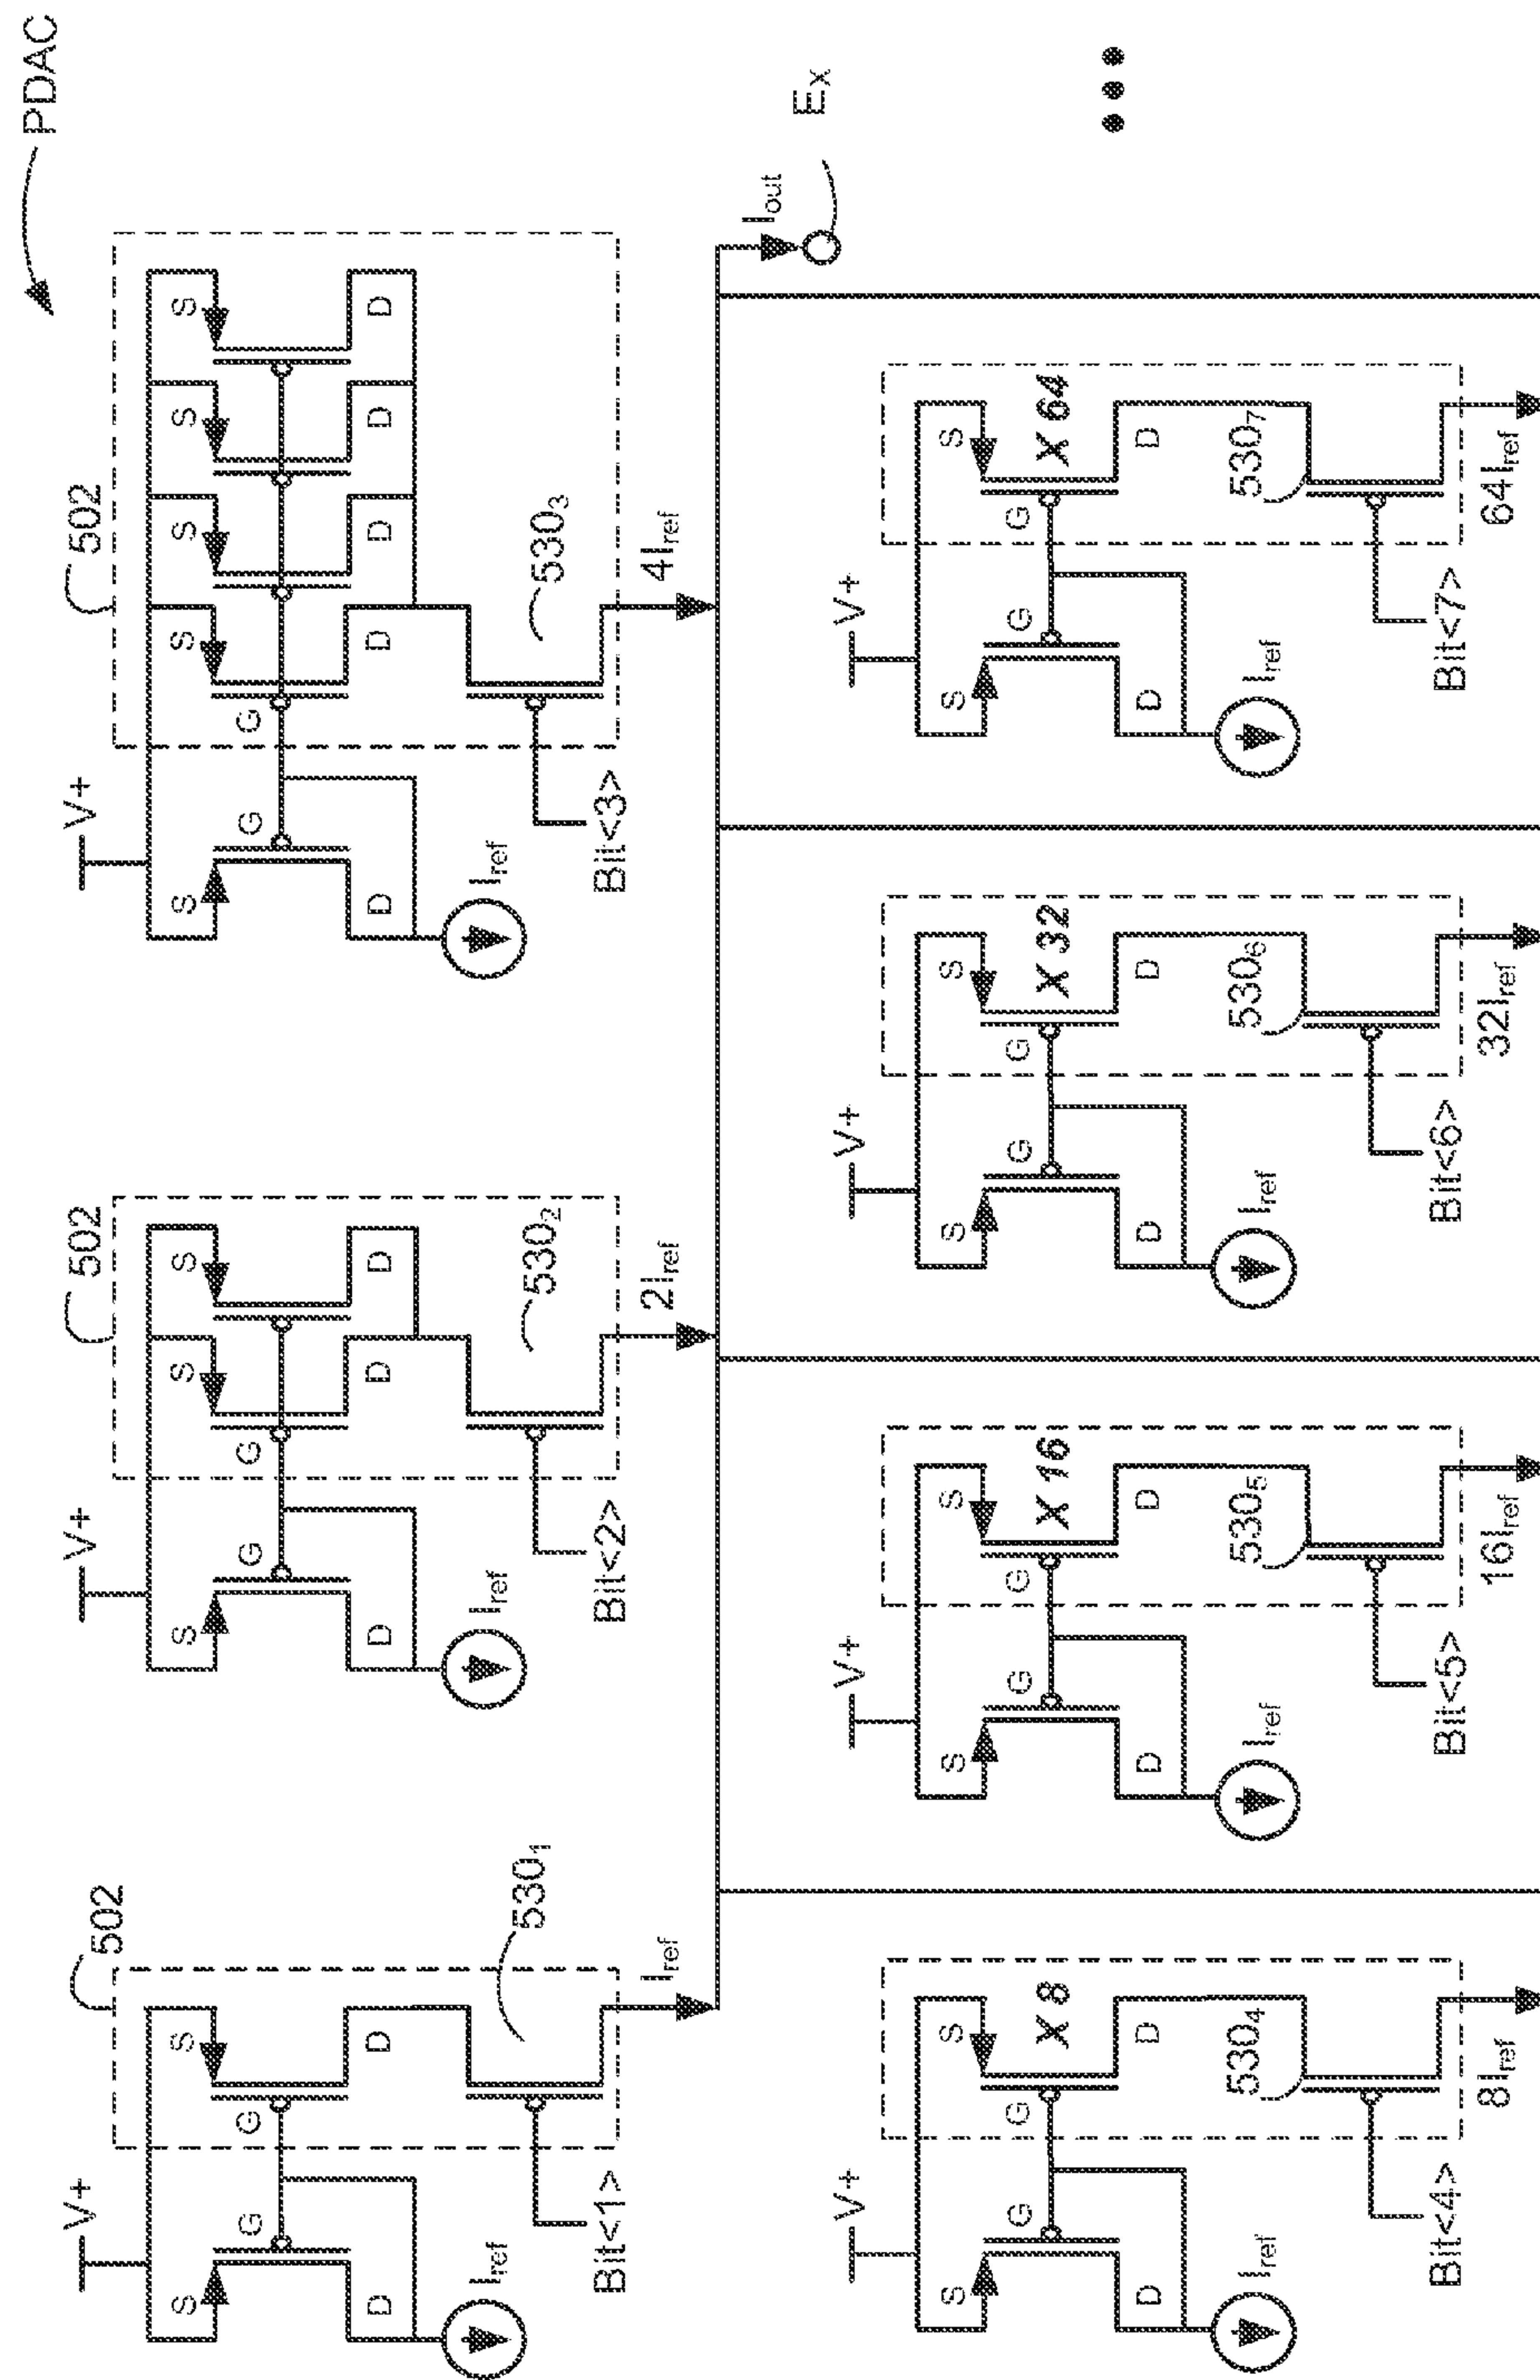 PDAC
502
502
502
V+
V+
V+
S
S
S
S
S
S
S
S
S
S
G
G
G
G
G
G
D
D
D
D
D
D
D
D
D
D
530₁
530₂
530₃
Iref
Iref
Iref
Bit<1>
Bit<2>
Bit<3>
Iref
2Iref
4Iref
Iout
Ex
V+
V+
V+
V+
S
S
S
S
S
S
S
S
X 8
X 16
X 32
X 64
G
G
G
G
G
G
G
G
D
D
D
D
D
D
D
D
530₄
530₅
530₆
530₇
Iref
Iref
Iref
Iref
Bit<4>
Bit<5>
Bit<6>
Bit<7>
8Iref
16Iref
32Iref
64Iref